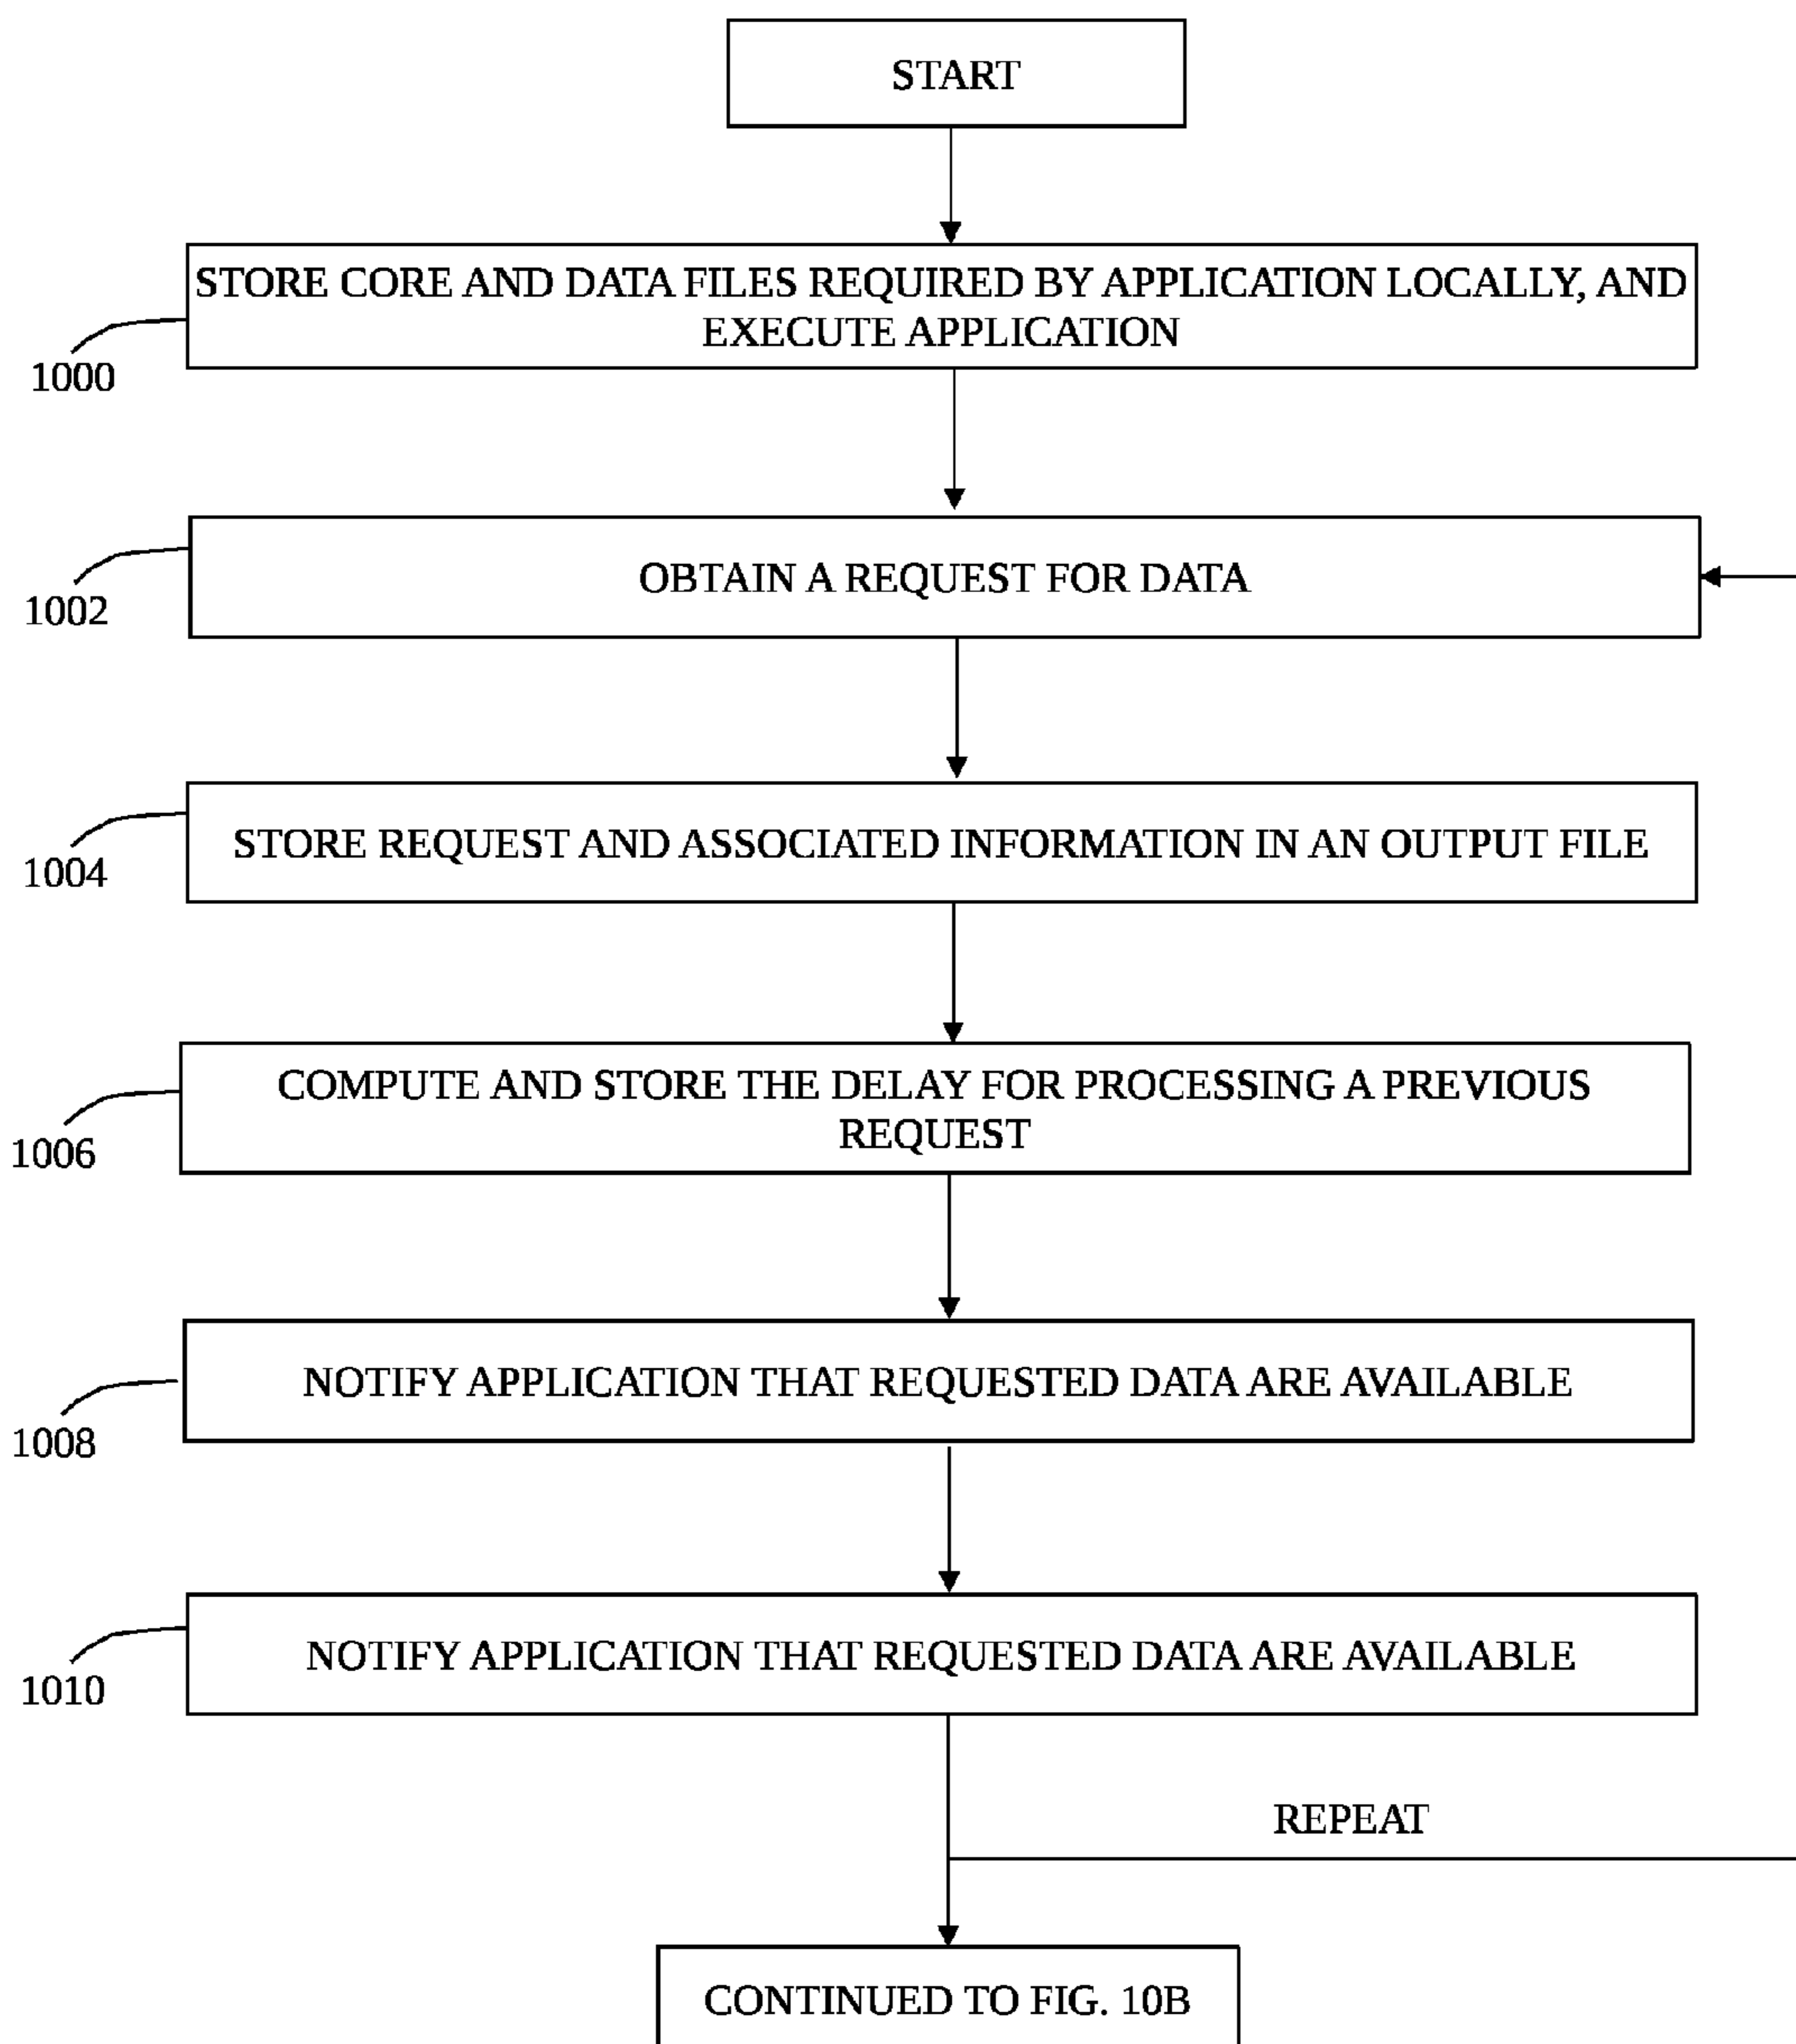 START
STORE CORE AND DATA FILES REQUIRED BY APPLICATION LOCALLY, AND
EXECUTE APPLICATION
1000
OBTAIN A REQUEST FOR DATA
1002
STORE REQUEST AND ASSOCIATED INFORMATION IN AN OUTPUT FILE
1004
COMPUTE AND STORE THE DELAY FOR PROCESSING A PREVIOUS
REQUEST
1006
NOTIFY APPLICATION THAT REQUESTED DATA ARE AVAILABLE
1008
NOTIFY APPLICATION THAT REQUESTED DATA ARE AVAILABLE
1010
REPEAT
CONTINUED TO FIG. 10B